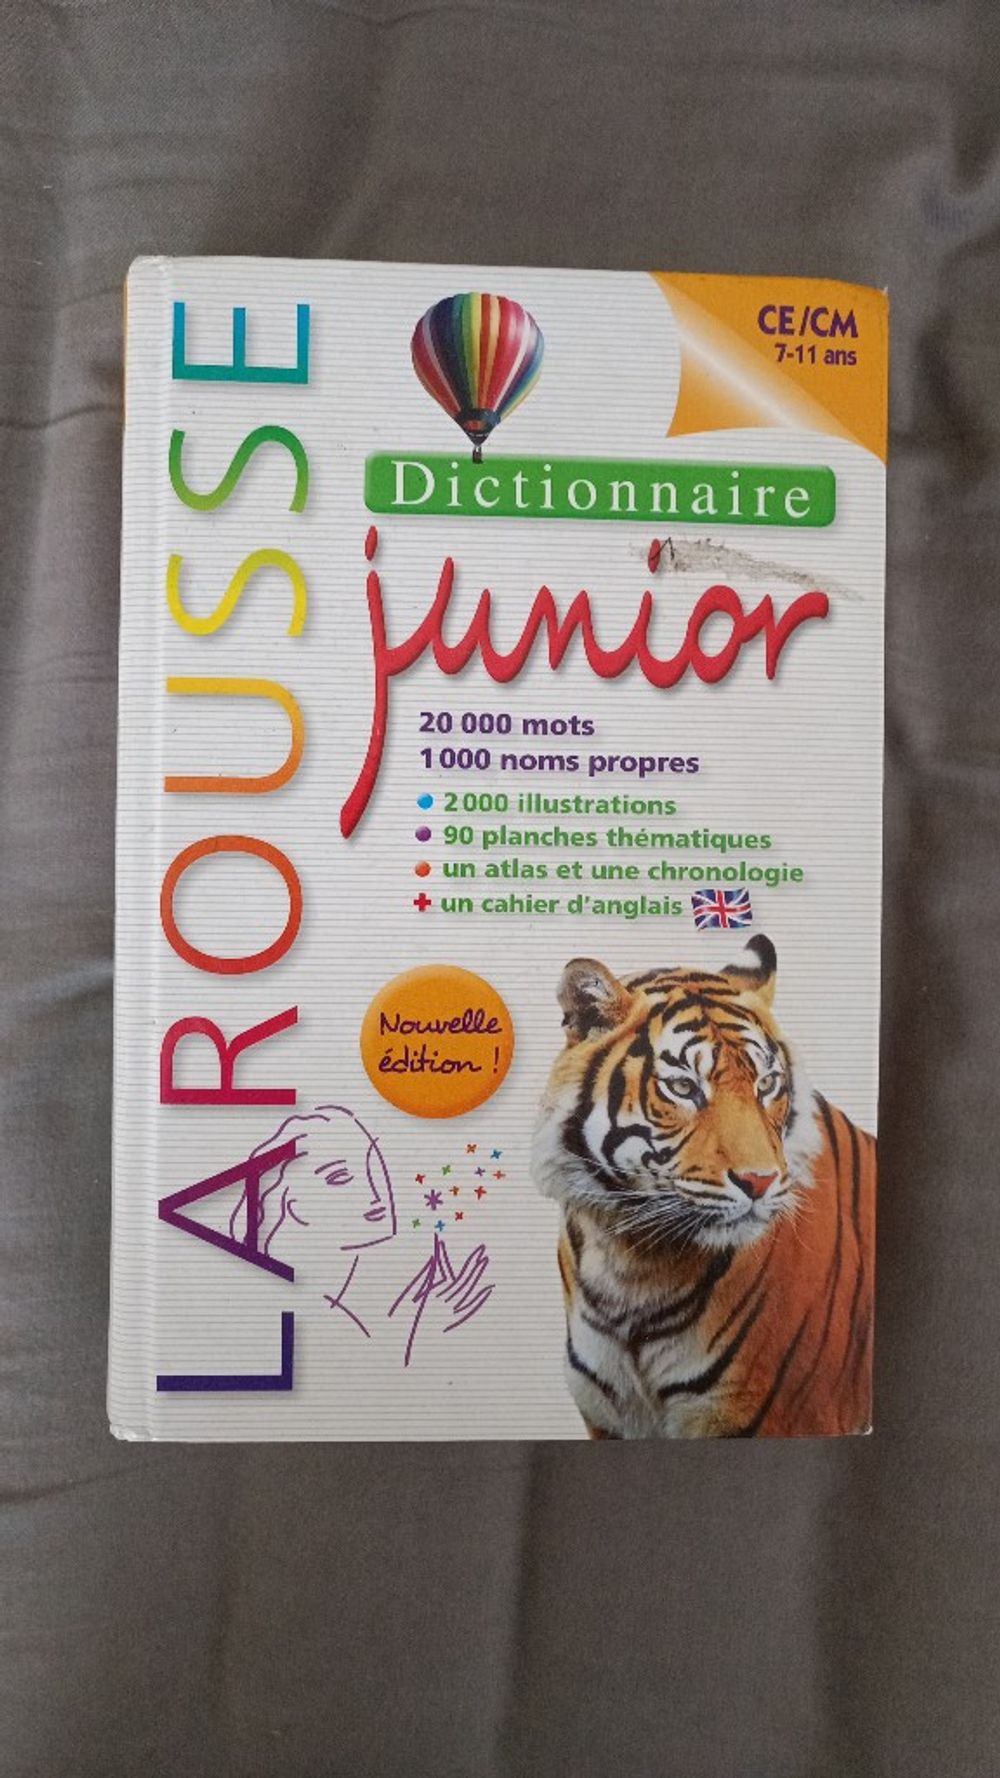 LAROUSSE
CE/CM
7-11 ans
Dictionnaire
junior
20 000 mots
1 000 noms propres
• 2 000 illustrations
• 90 planches thématiques
• un atlas et une chronologie
+ un cahier d'anglais
Nouvelle
édition !